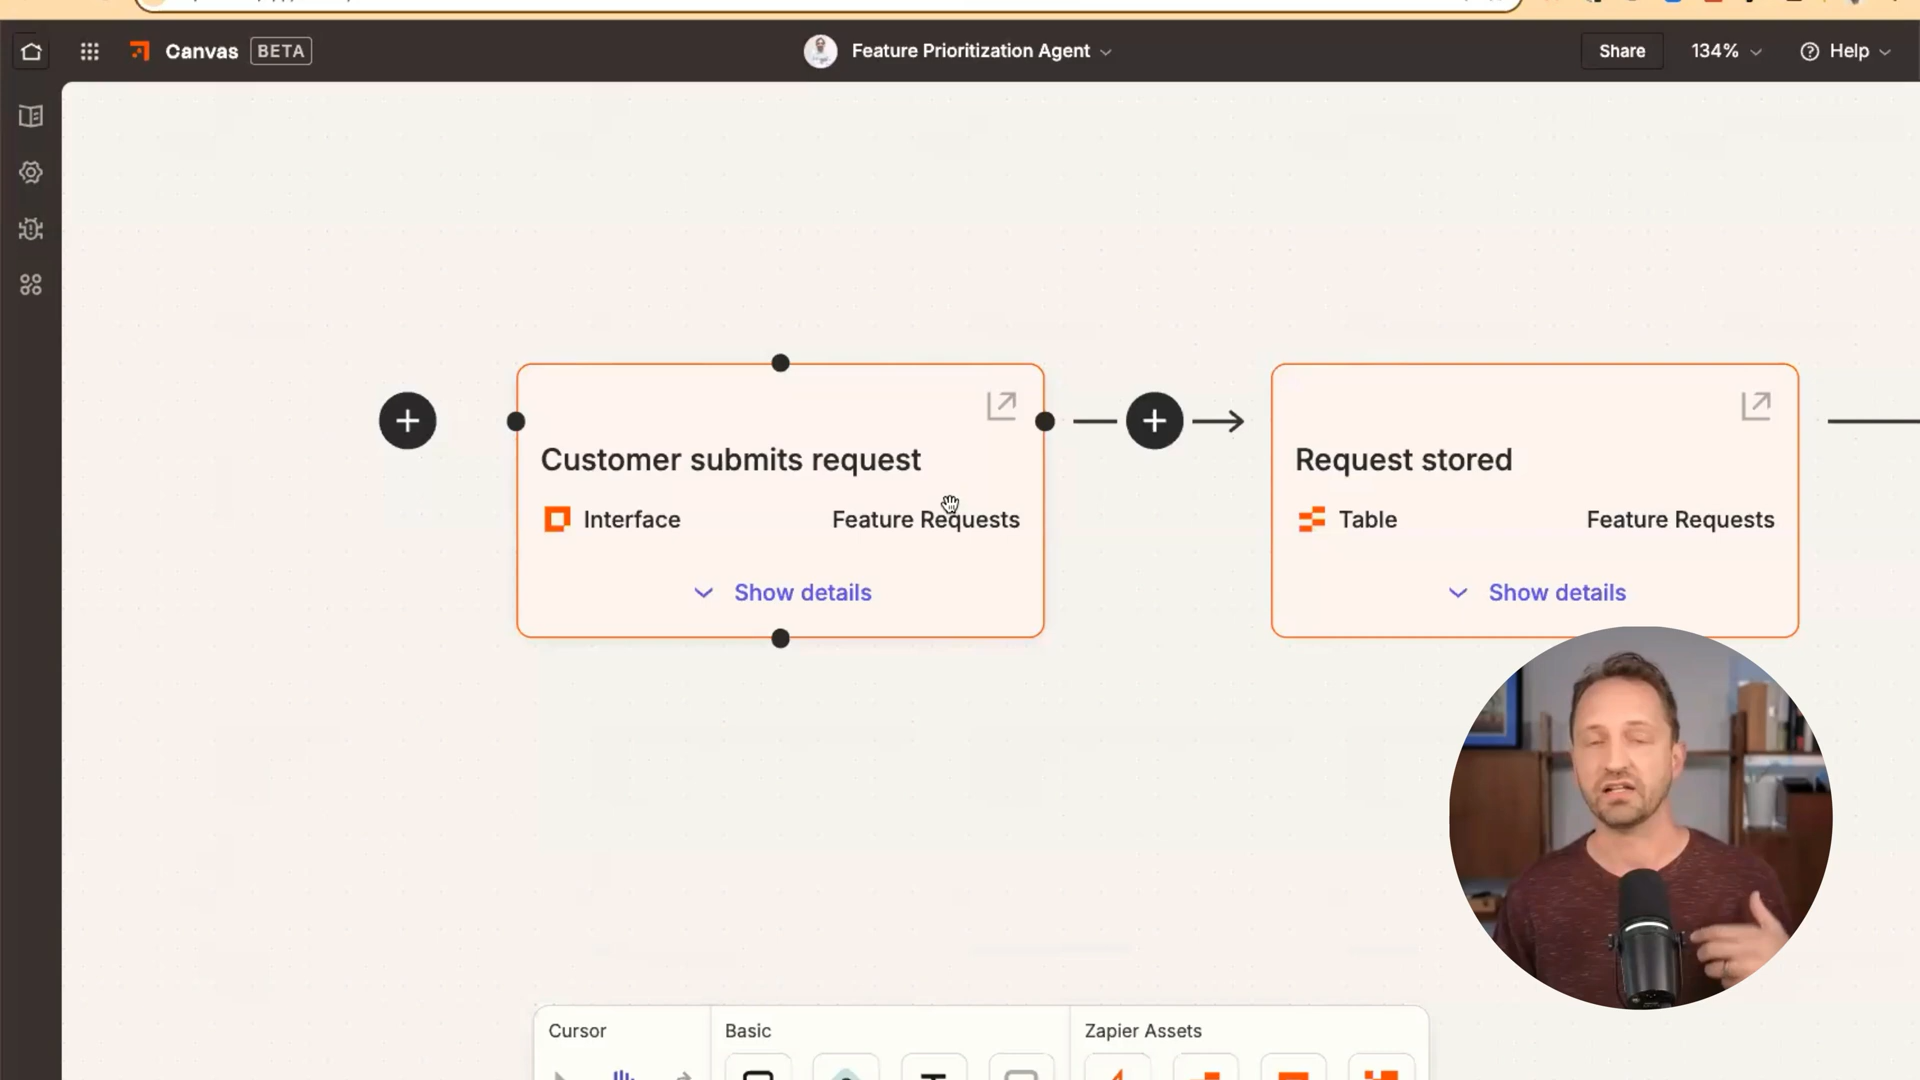 Canvas BETA
Feature Prioritization Agent
Share
134%
Help
Customer submits request
Interface
Feature Requests
Show details
Request stored
Table
Feature Requests
Show details
Cursor
Basic
Zapier Assets